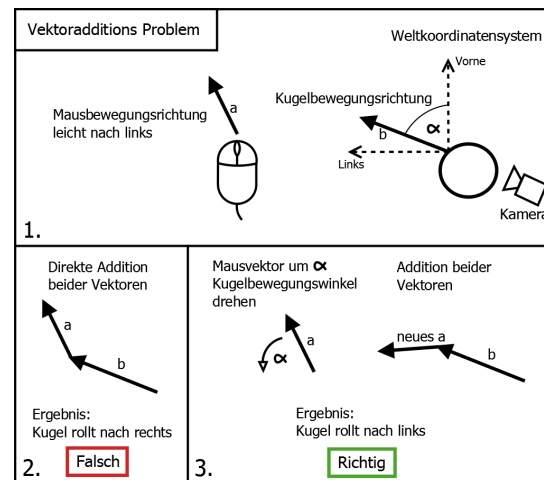 Vektoradditions Problem
Weltkoordinatensystem
Vorne
Mausbewegungsrichtung
leicht nach links
a
Kugelbewegungsrichtung
α
b
Links
Kamera
1.
Direkte Addition
beider Vektoren
a
b
Ergebnis:
Kugel rollt nach rechts
Falsch
2.
Mausvektor um α
Kugelbewegungswinkel
drehen
α
a
Addition beider
Vektoren
neues a
b
Ergebnis:
Kugel rollt nach links
Richtig
3.